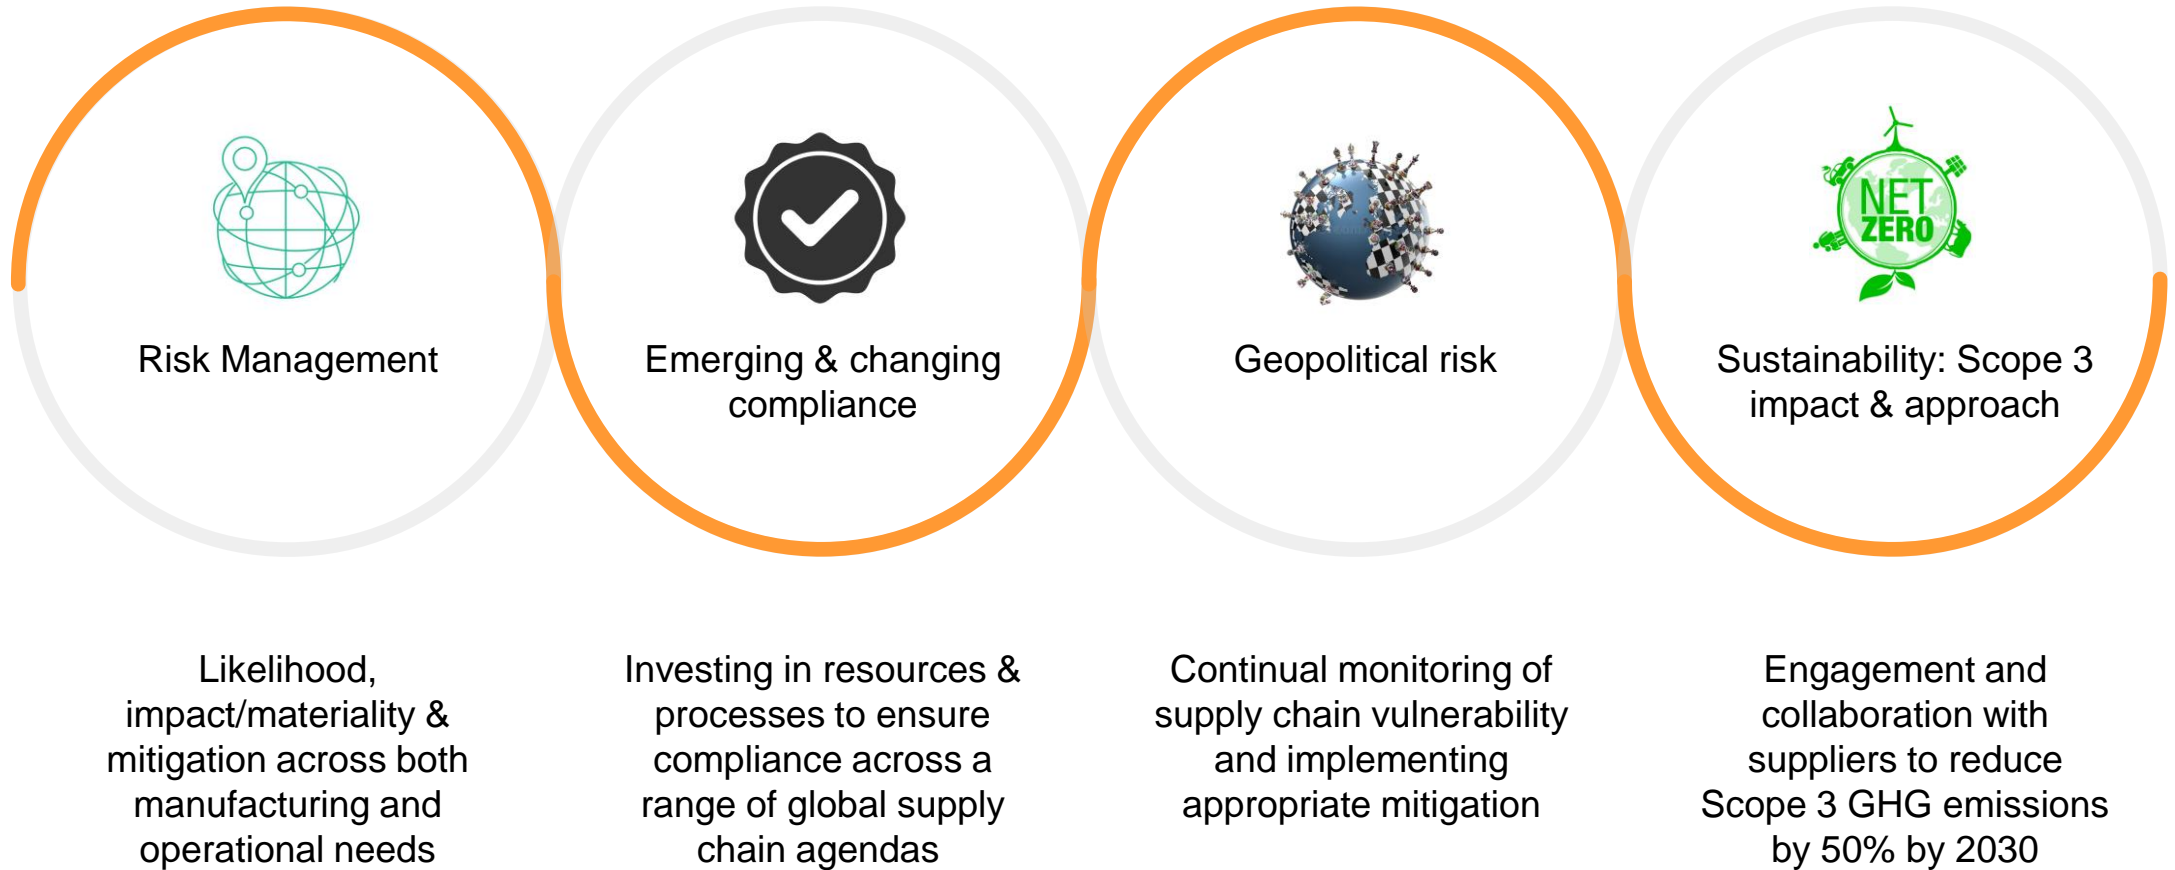 NET
ZERO
Risk Management
Emerging & changing
compliance
Geopolitical risk
Sustainability: Scope 3
impact & approach
Likelihood,
impact/materiality &
mitigation across both
manufacturing and
operational needs
Investing in resources &
processes to ensure
compliance across a
range of global supply
chain agendas
Continual monitoring of
supply chain vulnerability
and implementing
appropriate mitigation
Engagement and
collaboration with
suppliers to reduce
Scope 3 GHG emissions
by 50% by 2030